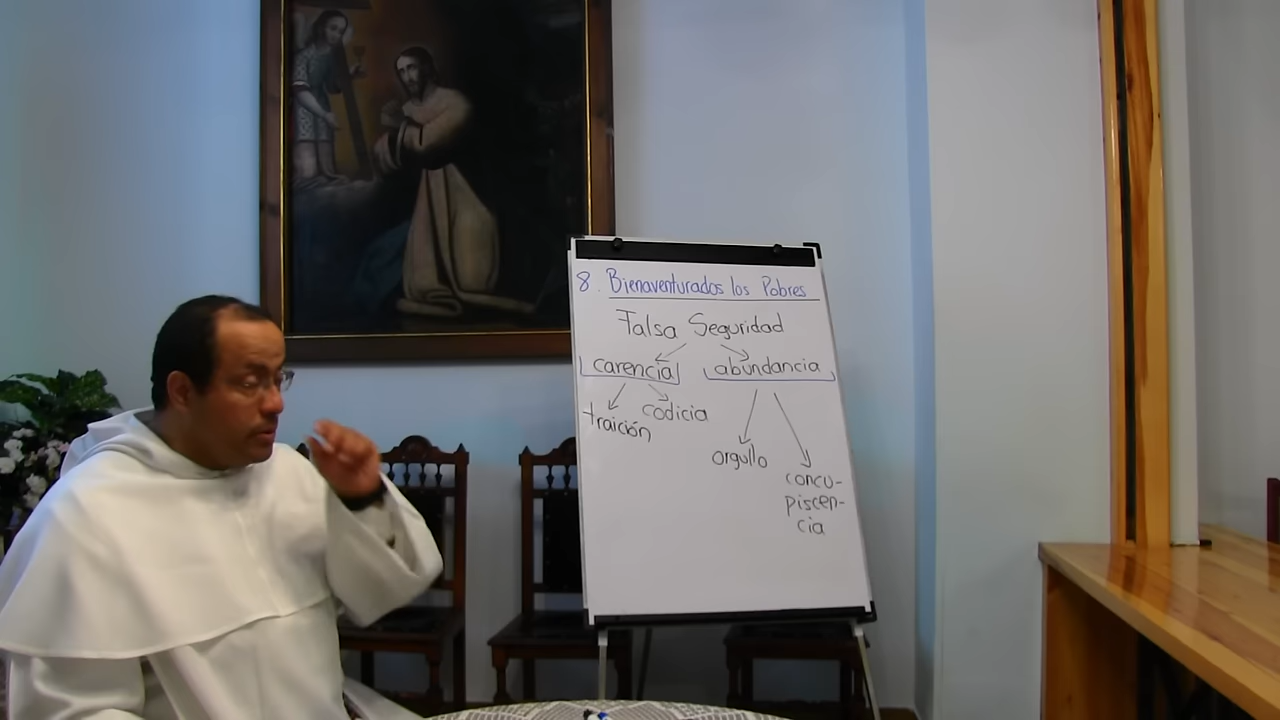 8. Bienaventurados los Pobres
Falsa Seguridad
carencia abundancia
traición codicia
orgullo
concu-
piscen-
cia